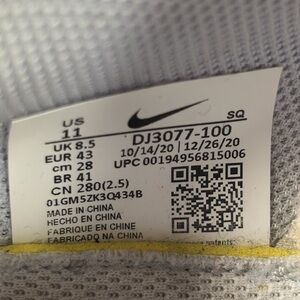 US
11
UK 8.5
EUR 43
cm 28
BR 41
CN 280(2.5)
01GM5ZK3Q434B
MADE IN CHINA
HECHO EN CHINA
FABRIQUE EN CHINE
FABRICADO NA CHINA
SQ
DJ3077-100
10/14/20 | 12/26/20
UPC 00194956815006